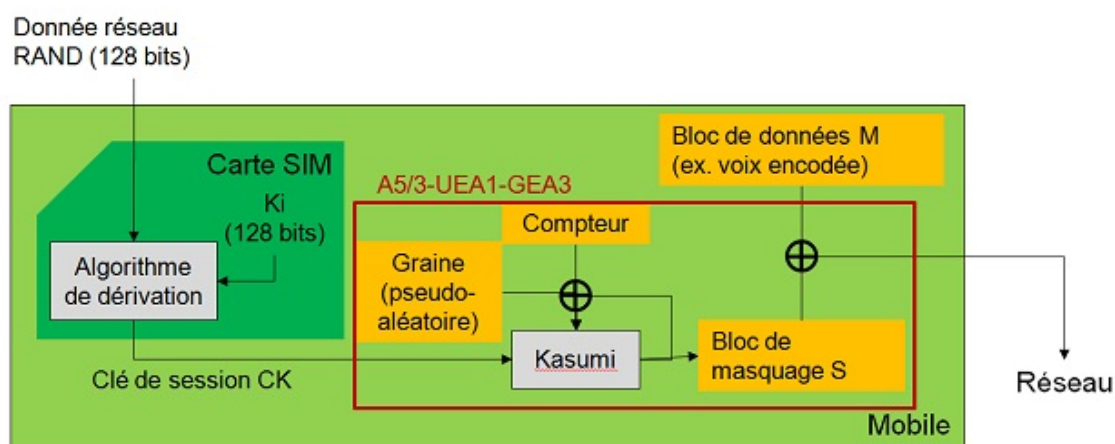 Donnée réseau
RAND (128 bits)
Carte SIM
Ki
(128 bits)
Algorithme
de dérivation
Clé de session CK
A5/3-UEA1-GEA3
Compteur
Graine
(pseudo-
aléatoire)
Kasumi
Bloc de données M
(ex. voix encodée)
Bloc de
masquage S
Réseau
Mobile